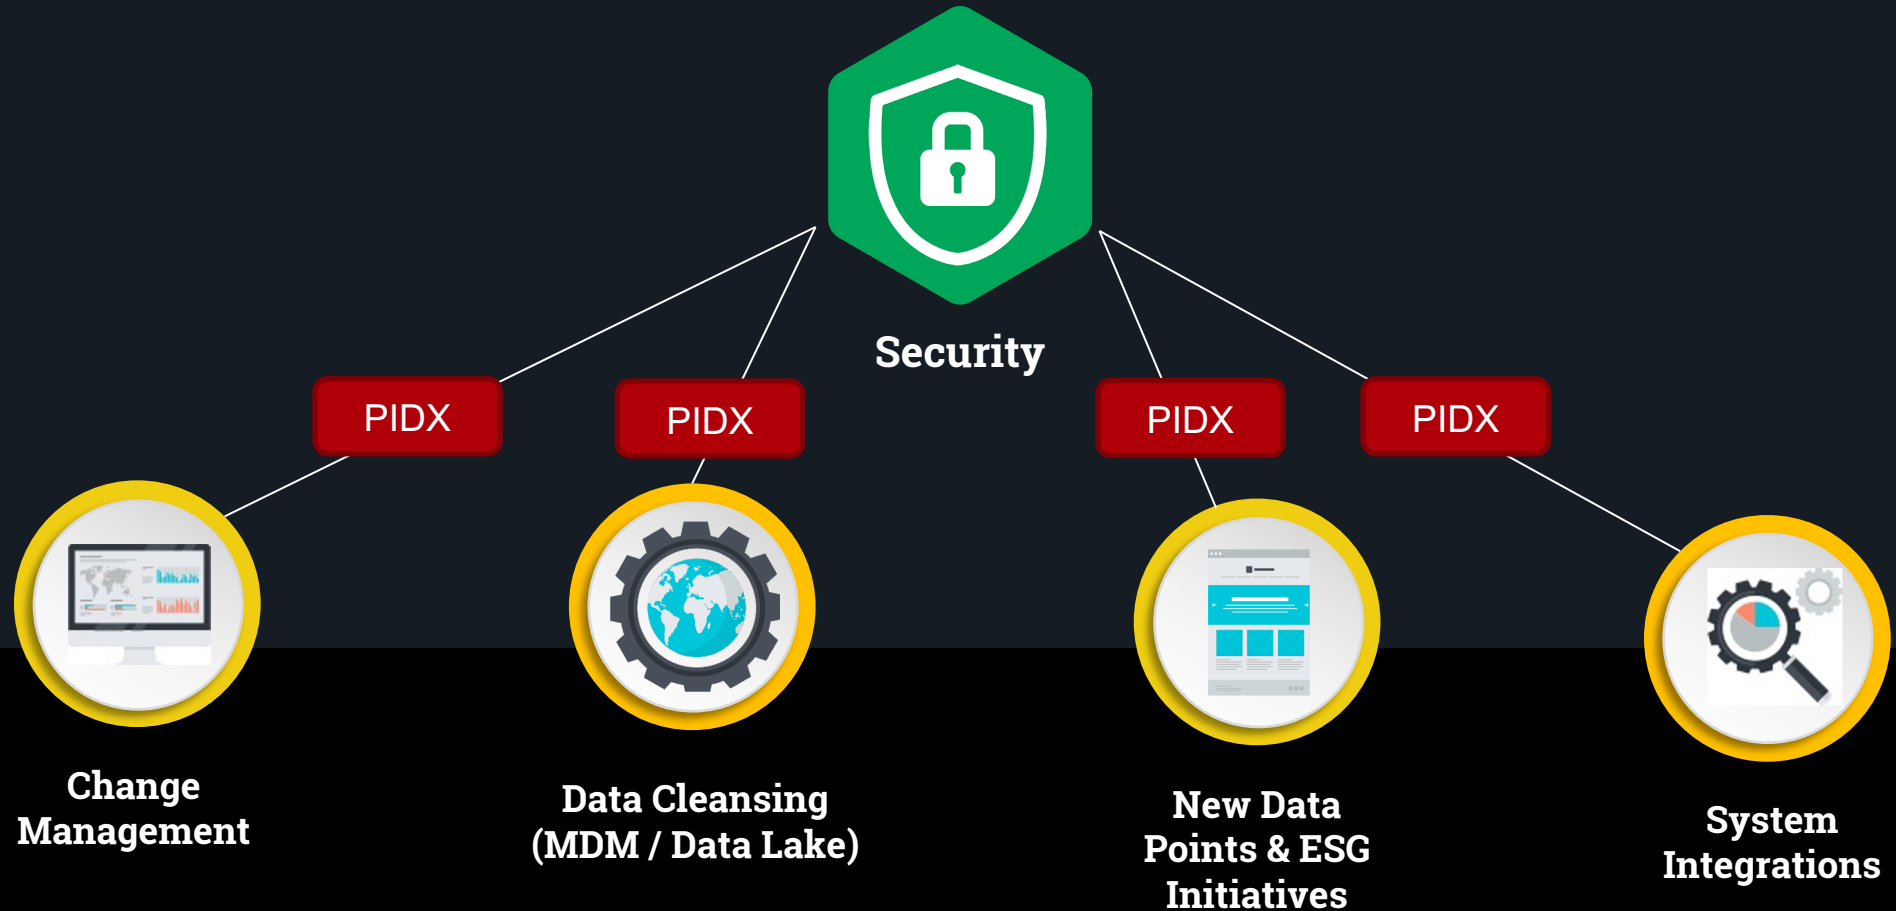 Security
PIDX
PIDX
PIDX
PIDX
Change
Management
Data Cleansing
(MDM / Data Lake)
New Data
Points & ESG
Initiatives
System
Integrations